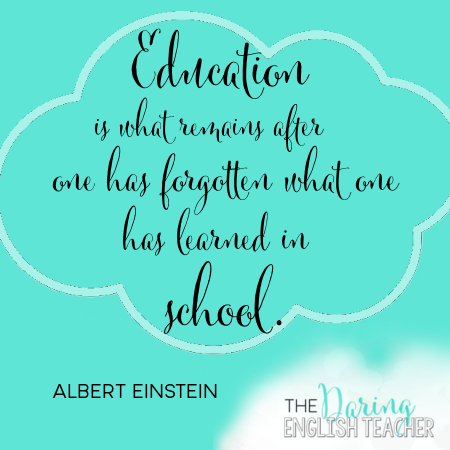 Education
is what remains after
one has forgotten what one
has learned in
school.
ALBERT EINSTEIN
THE Daring
ENGLISH TEACHER